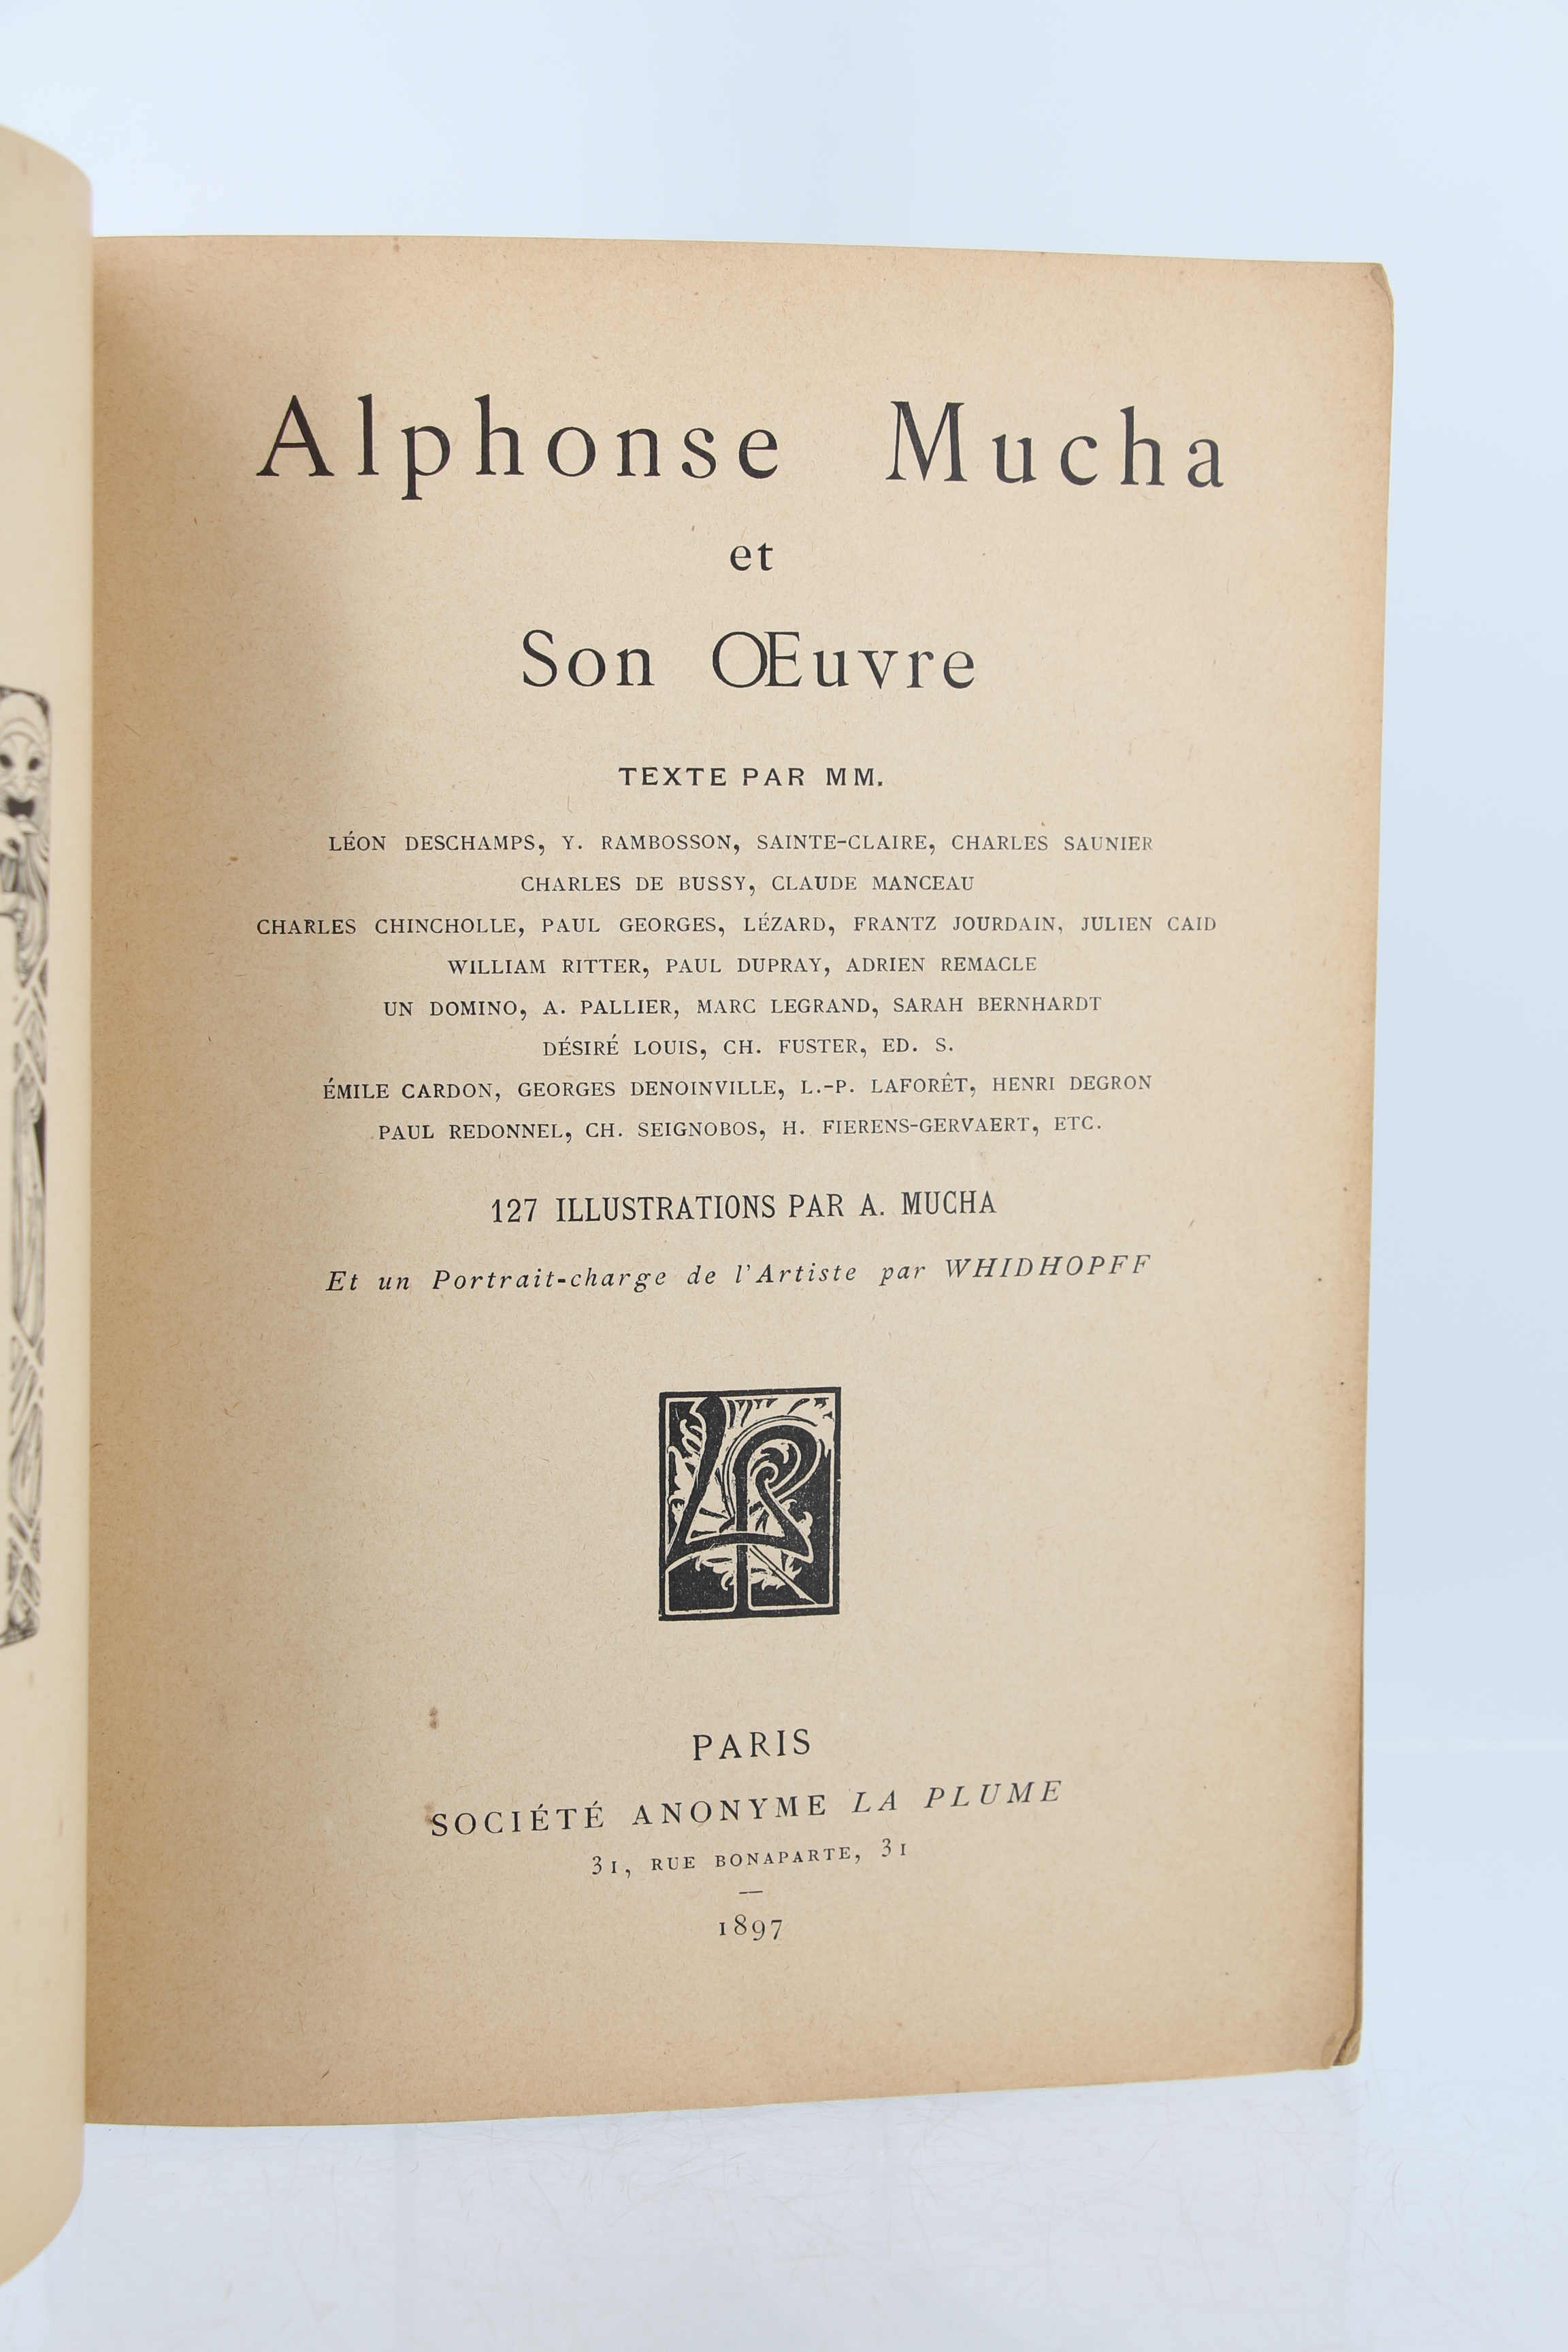 Alphonse Mucha
et
Son Œuvre
TEXTE PAR MM.
LÉON DESCHAMPS, Y. RAMBOSSON, SAINTE-CLAIRE, CHARLES SAUNIER
CHARLES DE BUSSY, CLAUDE MANCEAU
CHARLES CHINCHOLLE, PAUL GEORGES, LÉZARD, FRANTZ JOURDAIN, JULIEN CAID
WILLIAM RITTER, PAUL DUPRAY, ADRIEN REMACLE
UN DOMINO, A. PALLIER, MARC LEGRAND, SARAH BERNHARDT
DÉSIRÉ LOUIS, CH. FUSTER, ED. S.
ÉMILE CARDON, GEORGES DENOINVILLE, L.-P. LAFORÊT, HENRI DEGRON
PAUL REDONNEL, CH. SEIGNOBOS, H. FIERENS-GERVAERT, ETC.
127 ILLUSTRATIONS PAR A. MUCHA
Et un Portrait-charge de l'Artiste par WHIDHOPFF
LP
PARIS
SOCIÉTÉ ANONYME LA PLUME
31, RUE BONAPARTE, 31
1897